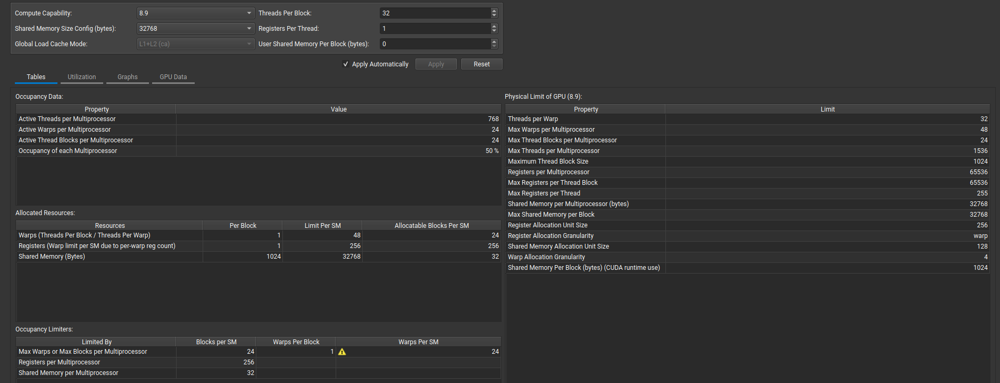 Compute Capability: 8.9 Threads Per Block: 32
Shared Memory Size Config (bytes): 32768 Registers Per Thread: 1
Global Load Cache Mode: L1+L2 (ca) User Shared Memory Per Block (bytes): 0
Apply Automatically Apply Reset
Tables Utilization Graphs GPU Data
Occupancy Data:
Property Value
Active Threads per Multiprocessor 768
Active Warps per Multiprocessor 24
Active Thread Blocks per Multiprocessor 24
Occupancy of each Multiprocessor 50 %
Allocated Resources:
Resources Per Block Limit Per SM Allocatable Blocks Per SM
Warps (Threads Per Block / Threads Per Warp) 1 48 24
Registers (Warp limit per SM due to per-warp reg count) 1 256 256
Shared Memory (Bytes) 1024 32768 32
Occupancy Limiters:
Limited By Blocks per SM Warps Per Block Warps Per SM
Max Warps or Max Blocks per Multiprocessor 24 1 24
Registers per Multiprocessor 256
Shared Memory per Multiprocessor 32
Physical Limit of GPU (8.9):
Property Limit
Threads per Warp 32
Max Warps per Multiprocessor 48
Max Thread Blocks per Multiprocessor 24
Max Threads per Multiprocessor 1536
Maximum Thread Block Size 1024
Registers per Multiprocessor 65536
Max Registers per Thread Block 65536
Max Registers per Thread 255
Shared Memory per Multiprocessor (bytes) 32768
Max Shared Memory per Block 32768
Register Allocation Unit Size 256
Register Allocation Granularity warp
Shared Memory Allocation Unit Size 128
Warp Allocation Granularity 4
Shared Memory Per Block (bytes) (CUDA runtime use) 1024